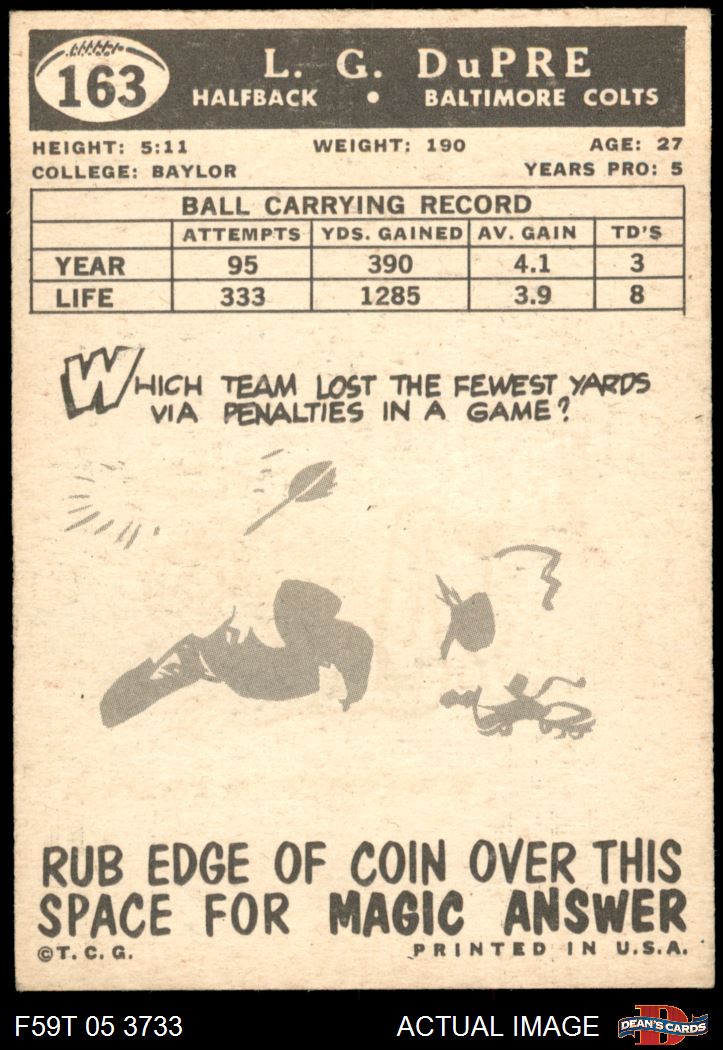 163
L. G. DuPRE
HALFBACK • BALTIMORE COLTS
HEIGHT: 5:11 WEIGHT: 190 AGE: 27
COLLEGE: BAYLOR YEARS PRO: 5
BALL CARRYING RECORD
ATTEMPTS YDS. GAINED AV. GAIN TD'S
YEAR 95 390 4.1 3
LIFE 333 1285 3.9 8
WHICH TEAM LOST THE FEWEST YARDS
VIA PENALTIES IN A GAME?
RUB EDGE OF COIN OVER THIS
SPACE FOR MAGIC ANSWER
©T. C. G. PRINTED IN U.S.A.
F59T 05 3733 ACTUAL IMAGE DEAN'S CARDS